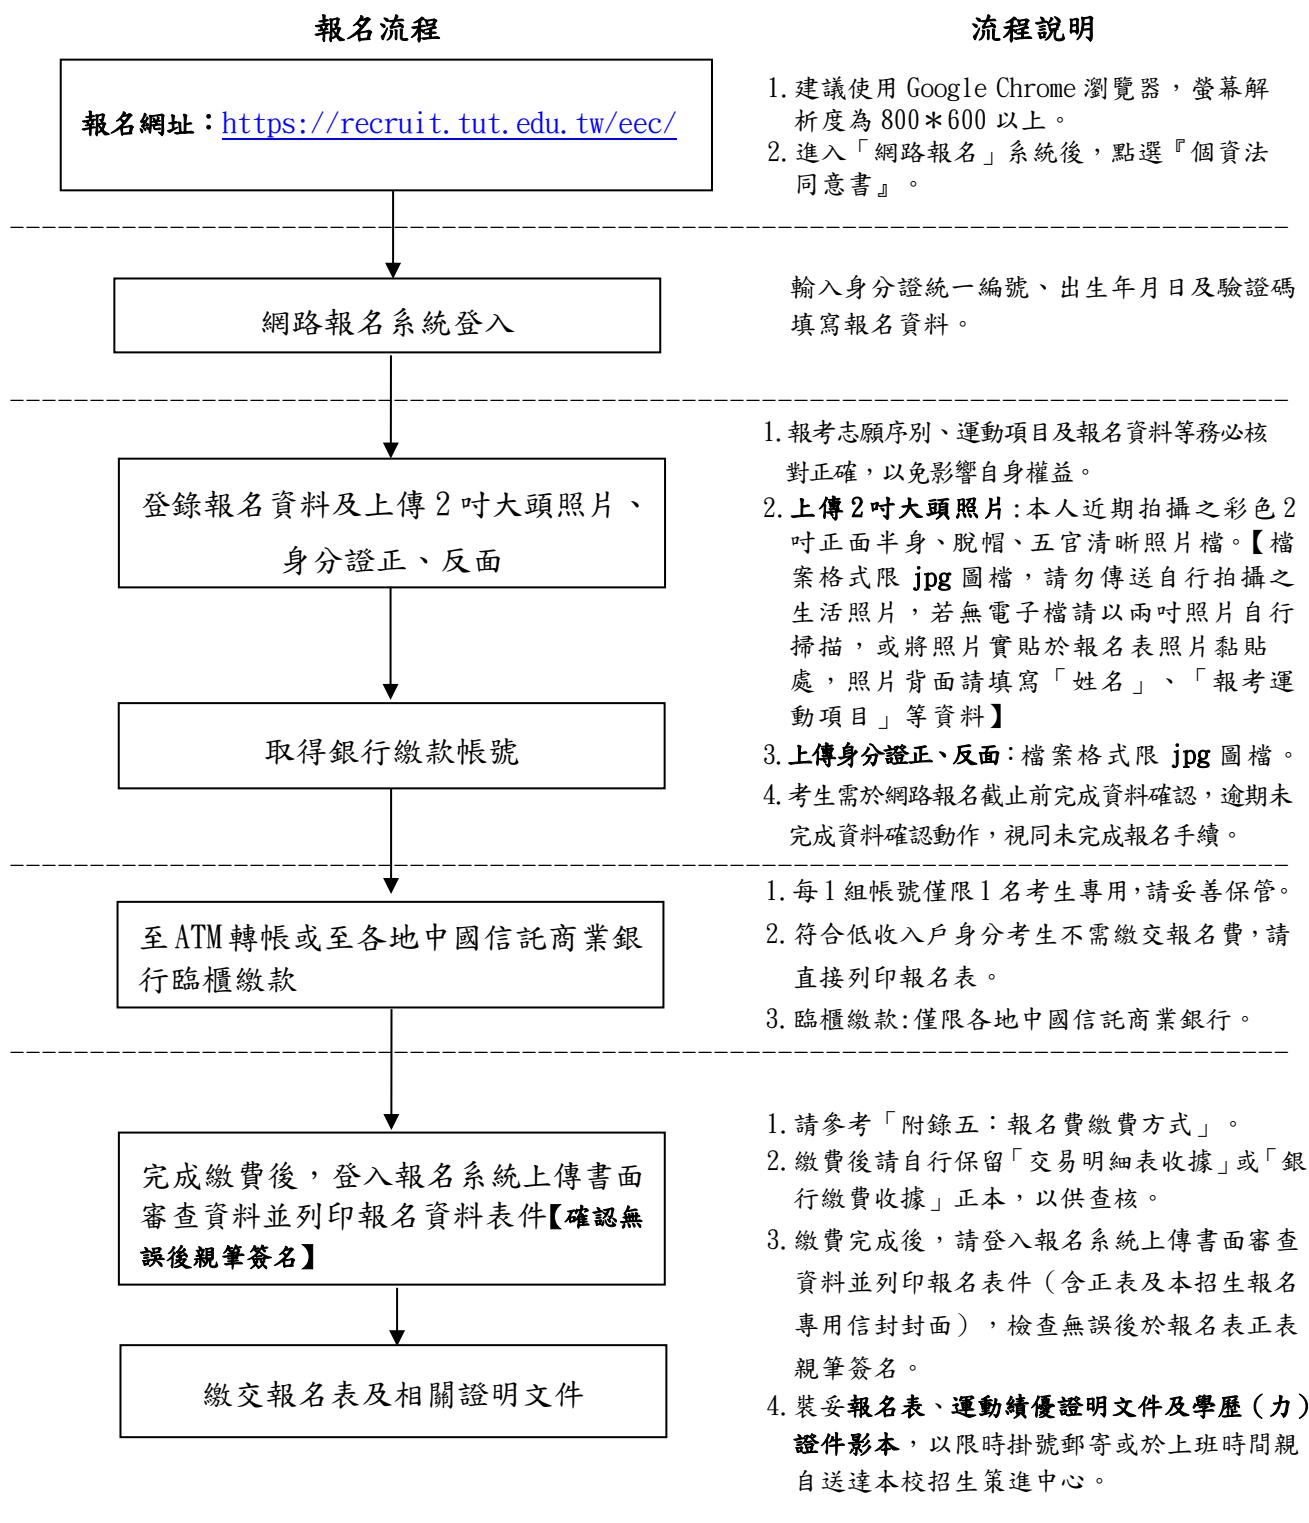 報名流程
流程說明
報名網址：https://recruit.tut.edu.tw/eec/
1.建議使用 Google Chrome 瀏覽器，螢幕解
析度為 800＊600 以上。
2.進入「網路報名」系統後，點選『個資法
同意書』。
網路報名系統登入
輸入身分證統一編號、出生年月日及驗證碼
填寫報名資料。
登錄報名資料及上傳 2 吋大頭照片、
身分證正、反面
取得銀行繳款帳號
1.報考志願序別、運動項目及報名資料等務必核
對正確，以免影響自身權益。
2.上傳 2 吋大頭照片:本人近期拍攝之彩色 2
吋正面半身、脫帽、五官清晰照片檔。【檔
案格式限 jpg 圖檔，請勿傳送自行拍攝之
生活照片，若無電子檔請以兩吋照片自行
掃描，或將照片實貼於報名表照片黏貼
處，照片背面請填寫「姓名」、「報考運
動項目」等資料】
3.上傳身分證正、反面:檔案格式限 jpg 圖檔。
4.考生需於網路報名截止前完成資料確認，逾期未
完成資料確認動作，視同未完成報名手續。
至 ATM 轉帳或至各地中國信託商業銀
行臨櫃繳款
1.每 1 組帳號僅限 1 名考生專用，請妥善保管。
2.符合低收入戶身分考生不需繳交報名費，請
直接列印報名表。
3.臨櫃繳款:僅限各地中國信託商業銀行。
完成繳費後，登入報名系統上傳書面
審查資料並列印報名資料表件【確認無
誤後親筆簽名】
繳交報名表及相關證明文件
1.請參考「附錄五：報名費繳費方式」。
2.繳費後請自行保留「交易明細表收據」或「銀
行繳費收據」正本，以供查核。
3.繳費完成後，請登入報名系統上傳書面審查
資料並列印報名表件（含正表及本招生報名
專用信封封面），檢查無誤後於報名表正表
親筆簽名。
4.裝妥報名表、運動績優證明文件及學歷（力）
證件影本，以限時掛號郵寄或於上班時間親
自送達本校招生策進中心。